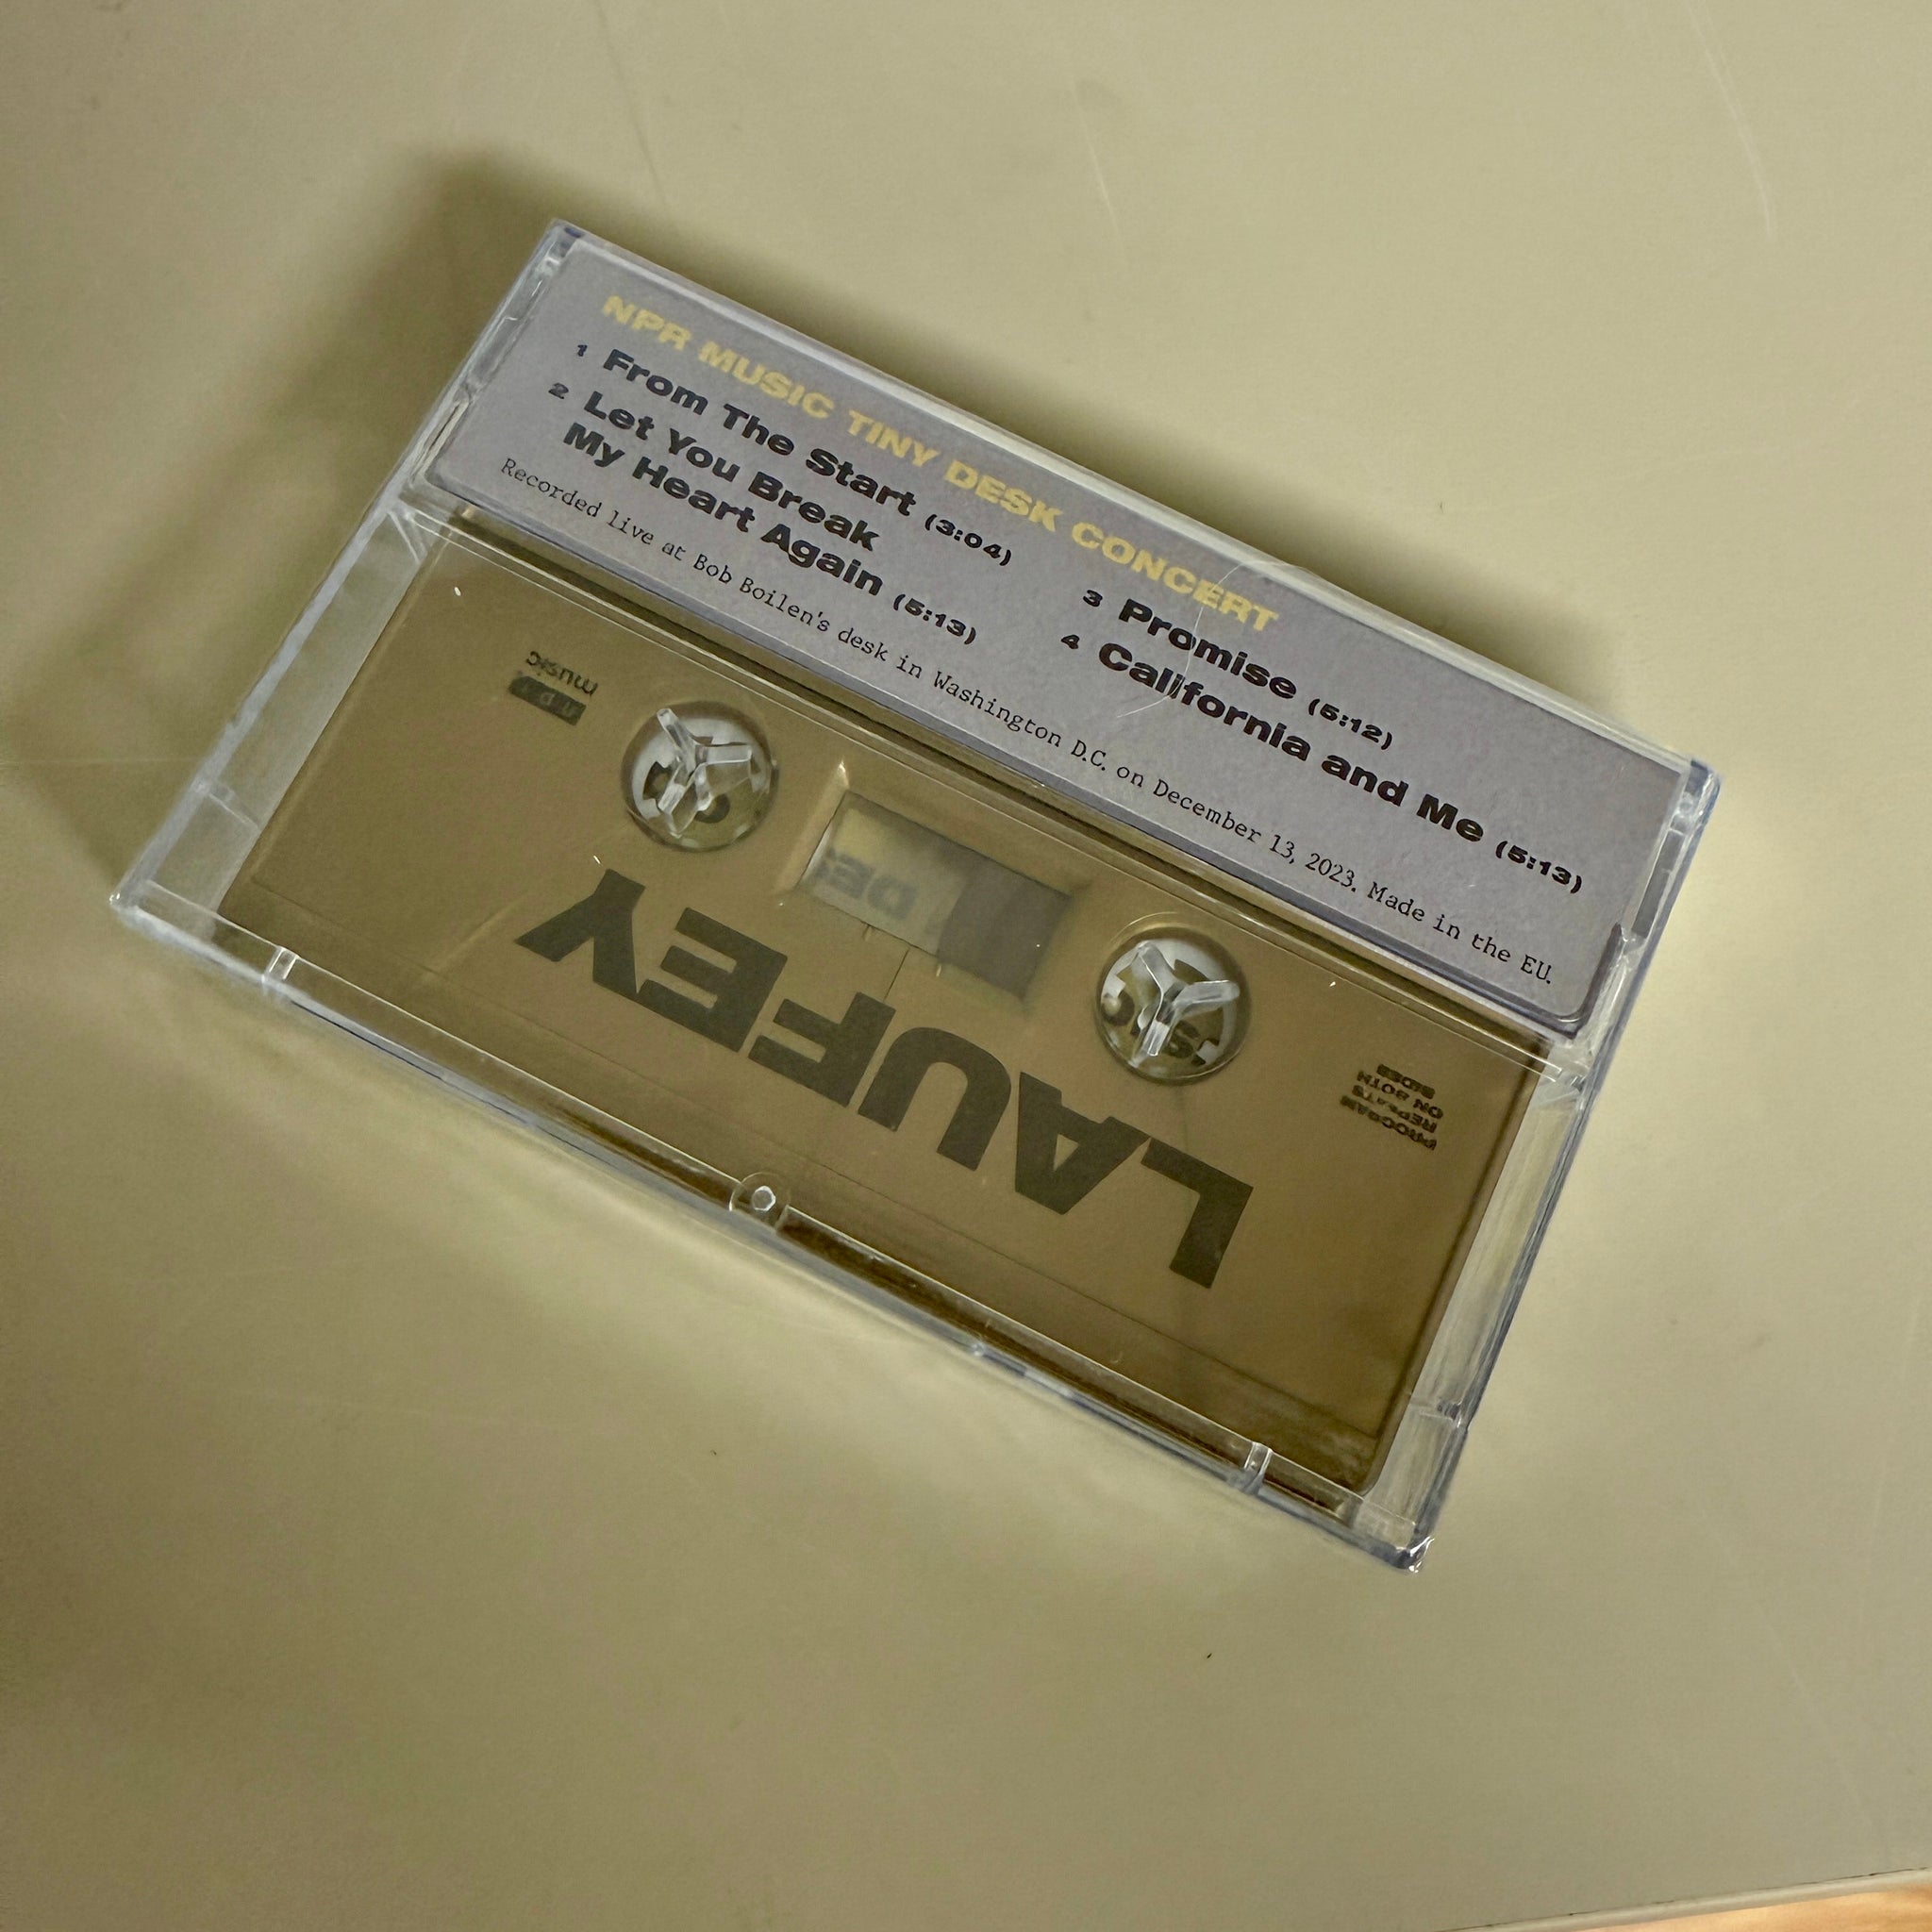 NPR MUSIC TINY DESK CONCERT
1 From The Start (3:04)
2 Let You Break
My Heart Again (5:13)
3 Promise (5:12)
4 California and Me (5:13)
Recorded live at Bob Boilen's desk in Washington D.C. on December 13, 2023. Made in the EU.
LAUFEY
PROGRAM
REPEATS
ON BOTH
SIDES
npr
music